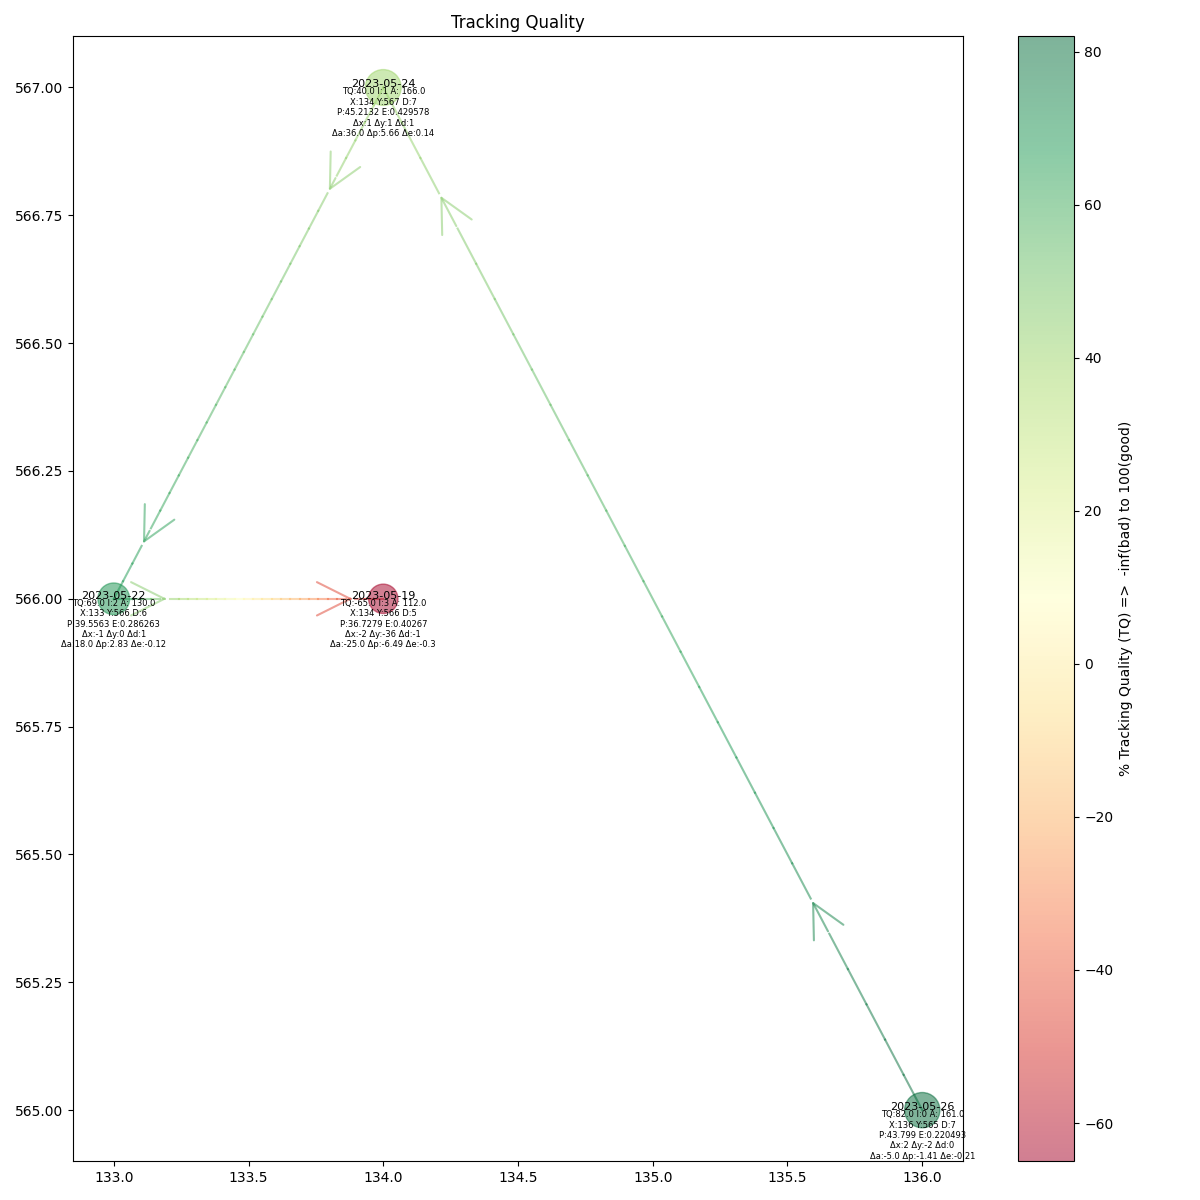 Tracking Quality
567.00
566.75
566.50
566.25
566.00
565.75
565.50
565.25
565.00
2023-05-24
TQ:40.0 I:1 A: 166.0
X:134 Y:567 D:7
P:45.2132 E:0.429578
Δx:1 Δy:1 Δd:1
Δa:36.0 Δp:5.66 Δe:0.14
2023-05-22
TQ:69.0 I:2 A: 130.0
X:133 Y:566 D:6
P:39.5563 E:0.286263
Δx:-1 Δy:0 Δd:1
Δa:18.0 Δp:2.83 Δe:-0.12
2023-05-19
TQ:-65.0 I:3 A: 112.0
X:134 Y:566 D:5
P:36.7279 E:0.40267
Δx:-2 Δy:-36 Δd:-1
Δa:-25.0 Δp:-6.49 Δe:-0.3
2023-05-26
TQ:82.0 I:0 A: 161.0
X:136 Y:565 D:7
P:43.799 E:0.220493
Δx:2 Δy:-2 Δd:0
Δa:-5.0 Δp:-1.41 Δe:-0.21
133.0
133.5
134.0
134.5
135.0
135.5
136.0
80
60
40
20
0
−20
−40
−60
% Tracking Quality (TQ) => -inf(bad) to 100(good)